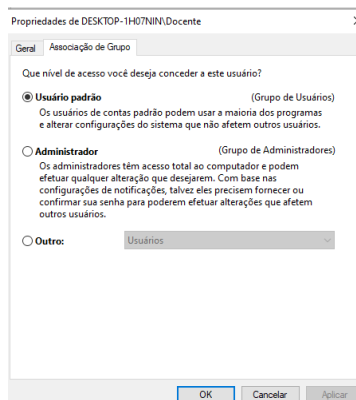 Propriedades de DESKTOP-1H07NIN\Docente
Geral Associação de Grupo
Que nível de acesso você deseja conceder a este usuário?
Usuário padrão (Grupo de Usuários)
Os usuários de contas padrão podem usar a maioria dos programas
e alterar configurações do sistema que não afetem outros usuários.
Administrador (Grupo de Administradores)
Os administradores têm acesso total ao computador e podem
efetuar qualquer alteração que desejarem. Com base nas
configurações de notificações, talvez eles precisem fornecer ou
confirmar sua senha para poderem efetuar alterações que afetem
outros usuários.
Outro: Usuários
OK Cancelar Aplicar